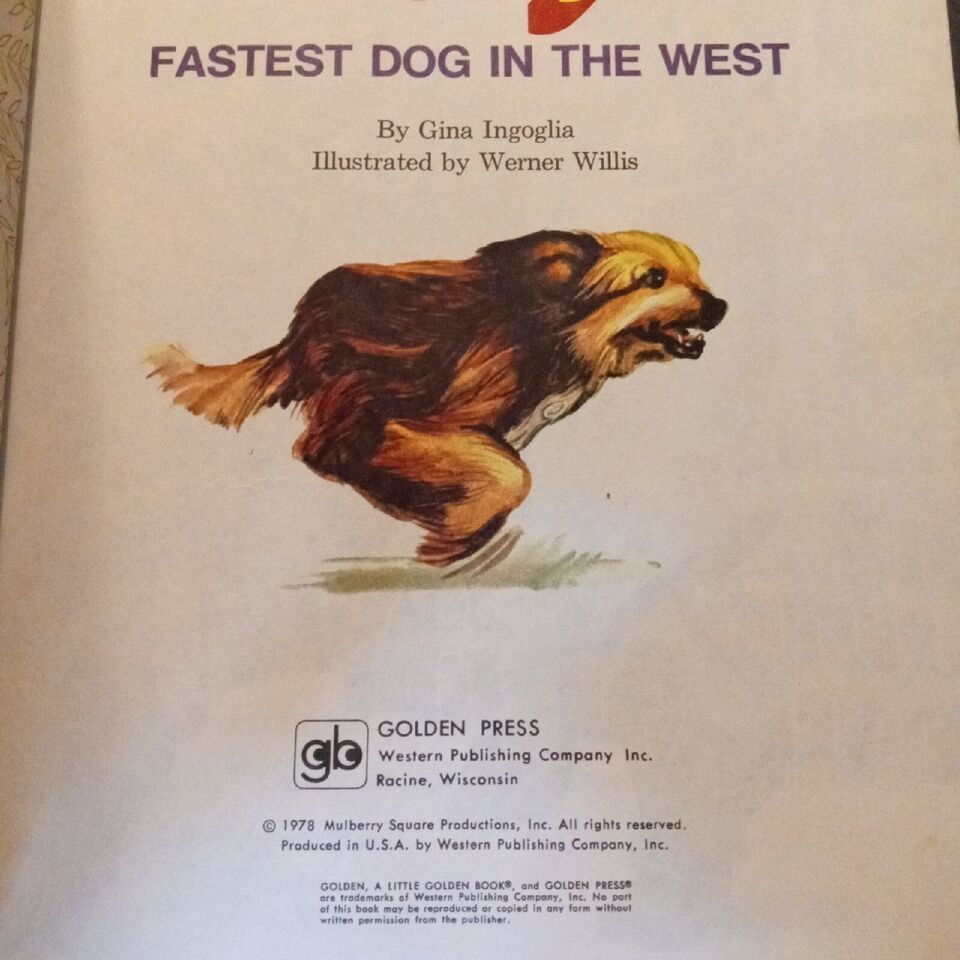 FASTEST DOG IN THE WEST
By Gina Ingoglia
Illustrated by Werner Willis
gb
GOLDEN PRESS
Western Publishing Company Inc.
Racine, Wisconsin
© 1978 Mulberry Square Productions, Inc. All rights reserved.
Produced in U.S.A. by Western Publishing Company, Inc.
GOLDEN, A LITTLE GOLDEN BOOK®, and GOLDEN PRESS®
are trademarks of Western Publishing Company, Inc. No part
of this book may be reproduced or copied in any form without
written permission from the publisher.